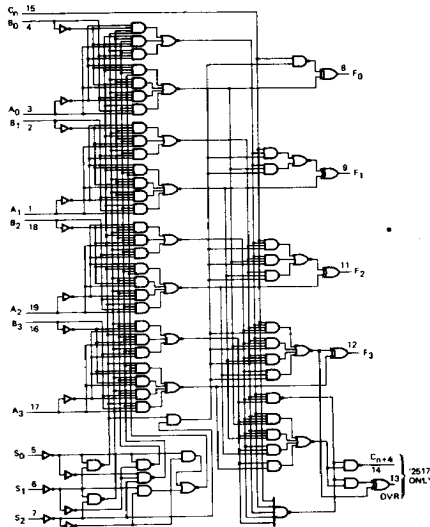 Cn 15
B0 4
A0 3
B1 2
A1 1
B2 18
A2 19
B3 16
A3 17
S0 5
S1 6
S2 7
8 F0
9 F1
11 F2
12 F3
Cn+4 14
13 OVR
'2517 ONLY